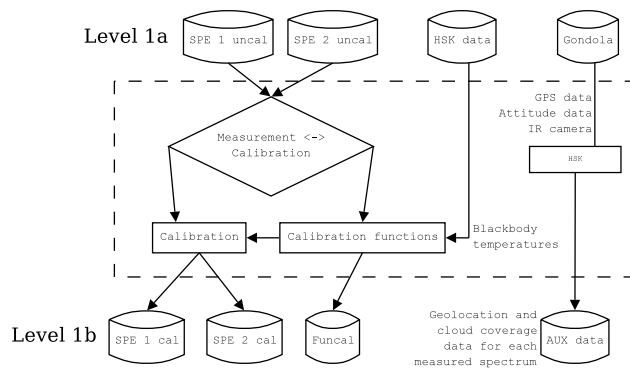 Level 1a
SPE 1 uncal
SPE 2 uncal
HSK data
Gondola
GPS data
Attitude data
IR camera
Measurement <->
Calibration
HSK
Calibration
Calibration functions
Blackbody
temperatures
Level 1b
SPE 1 cal
SPE 2 cal
Funcal
Geolocation and
cloud coverage
data for each
measured spectrum
AUX data